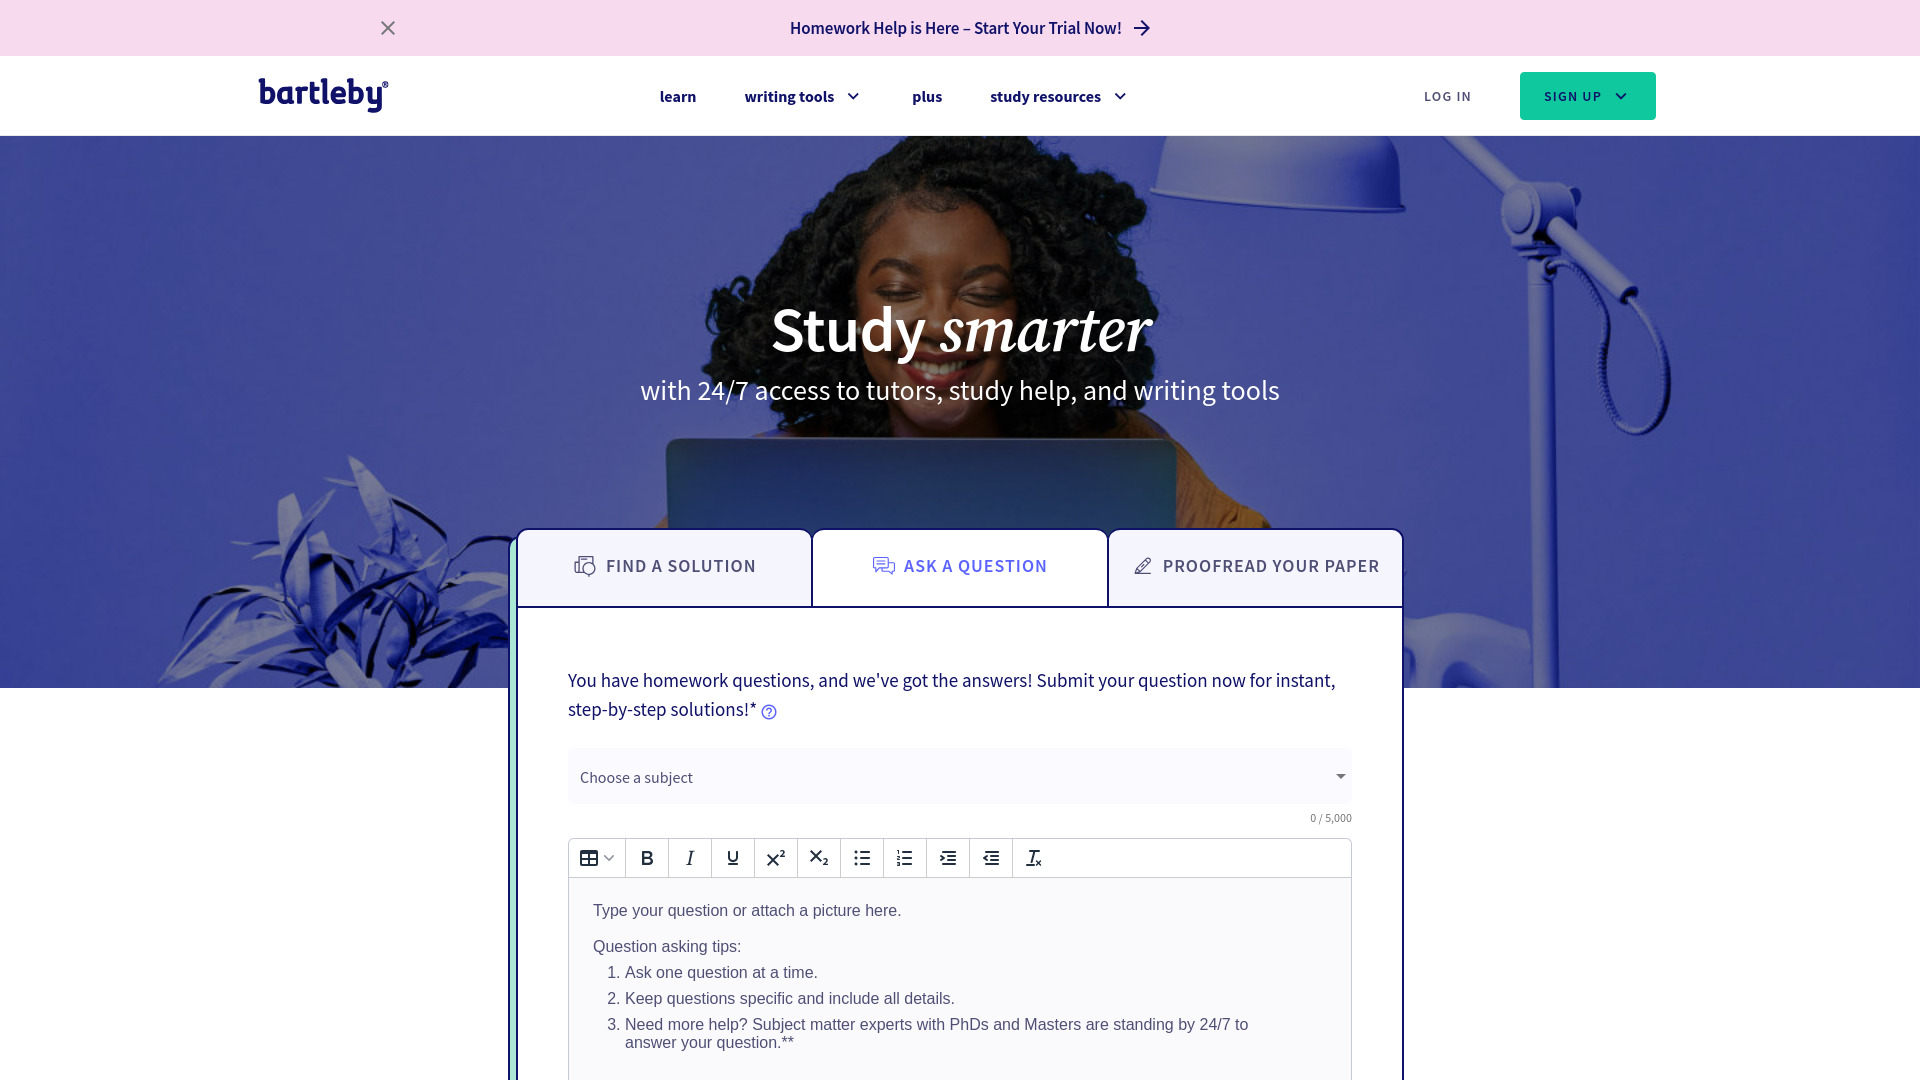 Homework Help is Here – Start Your Trial Now!
bartleby®
learn
writing tools
plus
study resources
LOG IN
SIGN UP
Study smarter
with 24/7 access to tutors, study help, and writing tools
FIND A SOLUTION
ASK A QUESTION
PROOFREAD YOUR PAPER
You have homework questions, and we've got the answers! Submit your question now for instant,
step-by-step solutions!*
Choose a subject
0 / 5,000
Type your question or attach a picture here.
Question asking tips:
1. Ask one question at a time.
2. Keep questions specific and include all details.
3. Need more help? Subject matter experts with PhDs and Masters are standing by 24/7 to
answer your question.**